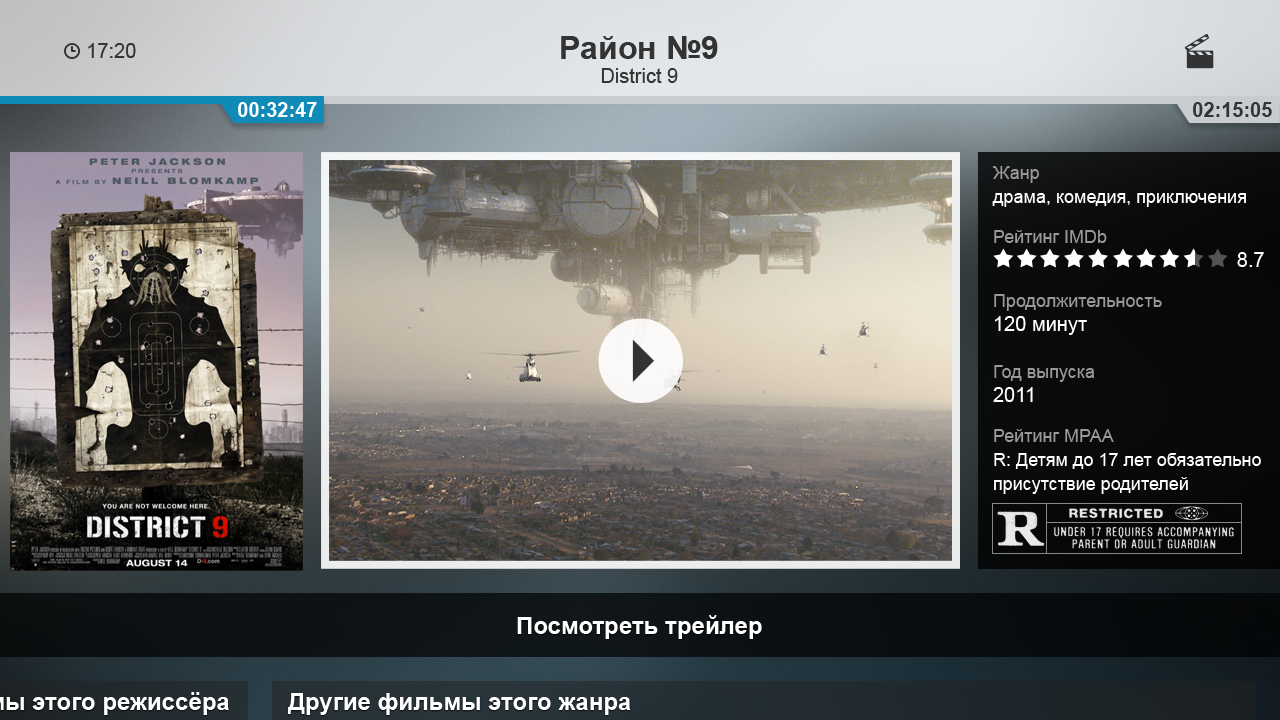 17:20
Район №9
District 9
00:32:47
02:15:05
PETER JACKSON
PRESENTS
A FILM BY NEILL BLOMKAMP
YOU ARE NOT WELCOME HERE.
DISTRICT 9
AUGUST 14
D-9.com
Жанр
драма, комедия, приключения
Рейтинг IMDb
8.7
Продолжительность
120 минут
Год выпуска
2011
Рейтинг MPAA
R: Детям до 17 лет обязательно
присутствие родителей
R
RESTRICTED
UNDER 17 REQUIRES ACCOMPANYING
PARENT OR ADULT GUARDIAN
Посмотреть трейлер
мы этого режиссёра
Другие фильмы этого жанра